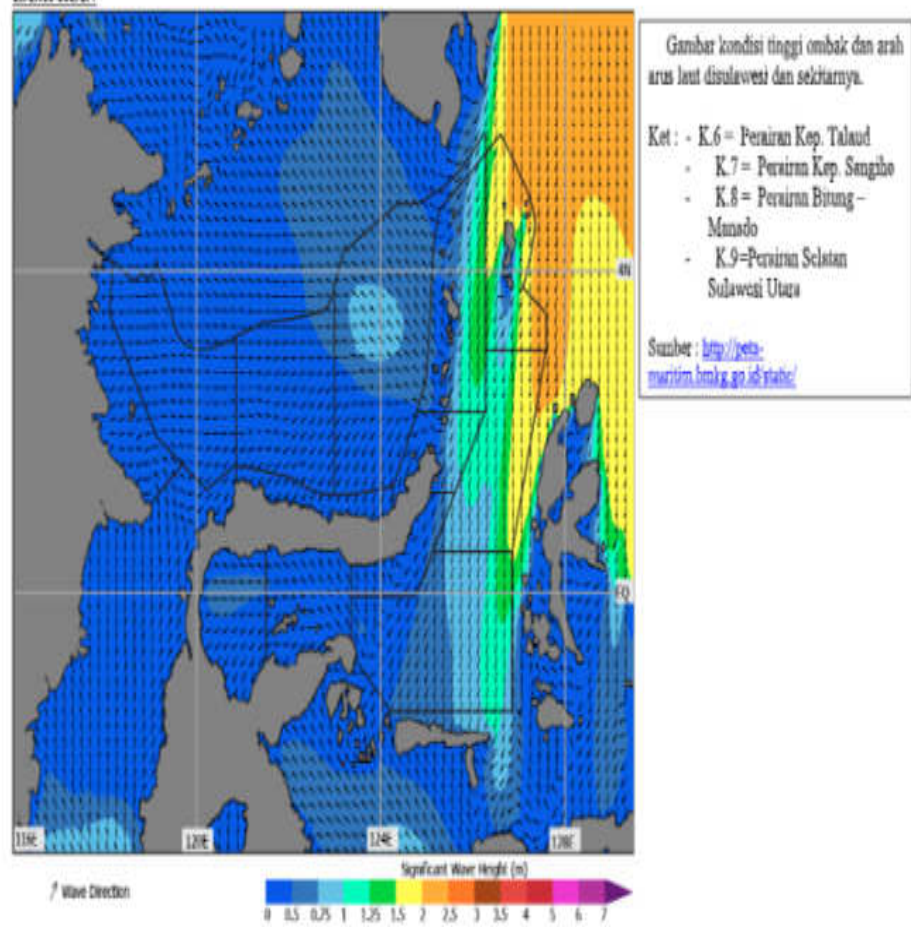 Gambar kondisi tinggi ombak dan arah
arus laut disulawesi dan sekitarnya.
Ket : - K.6 = Perairan Kep. Talaud
- K.7 = Perairan Kep. Sangihe
- K.8 = Perairan Bitung –
Manado
- K.9=Perairan Selatan
Sulawesi Utara
Sumber : http://peta-
maritim.bmkg.go.id/static/
4N
EQ
116E 120E 124E 128E
Significant Wave Height (m)
Wave Direction
0 0.5 0.75 1 1.25 1.5 2 2.5 3 3.5 4 5 6 7